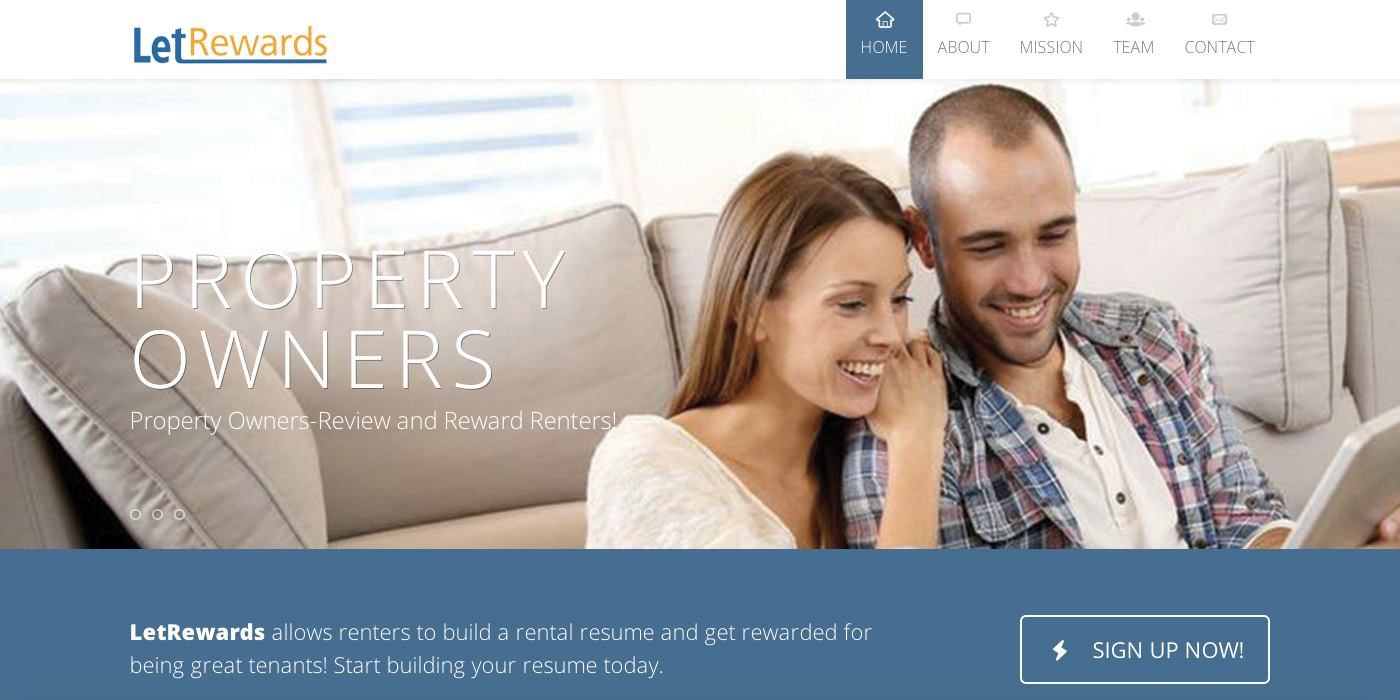 LetRewards
HOME
ABOUT
MISSION
TEAM
CONTACT
PROPERTY
OWNERS
Property Owners-Review and Reward Renters!
LetRewards allows renters to build a rental resume and get rewarded for
being great tenants! Start building your resume today.
SIGN UP NOW!